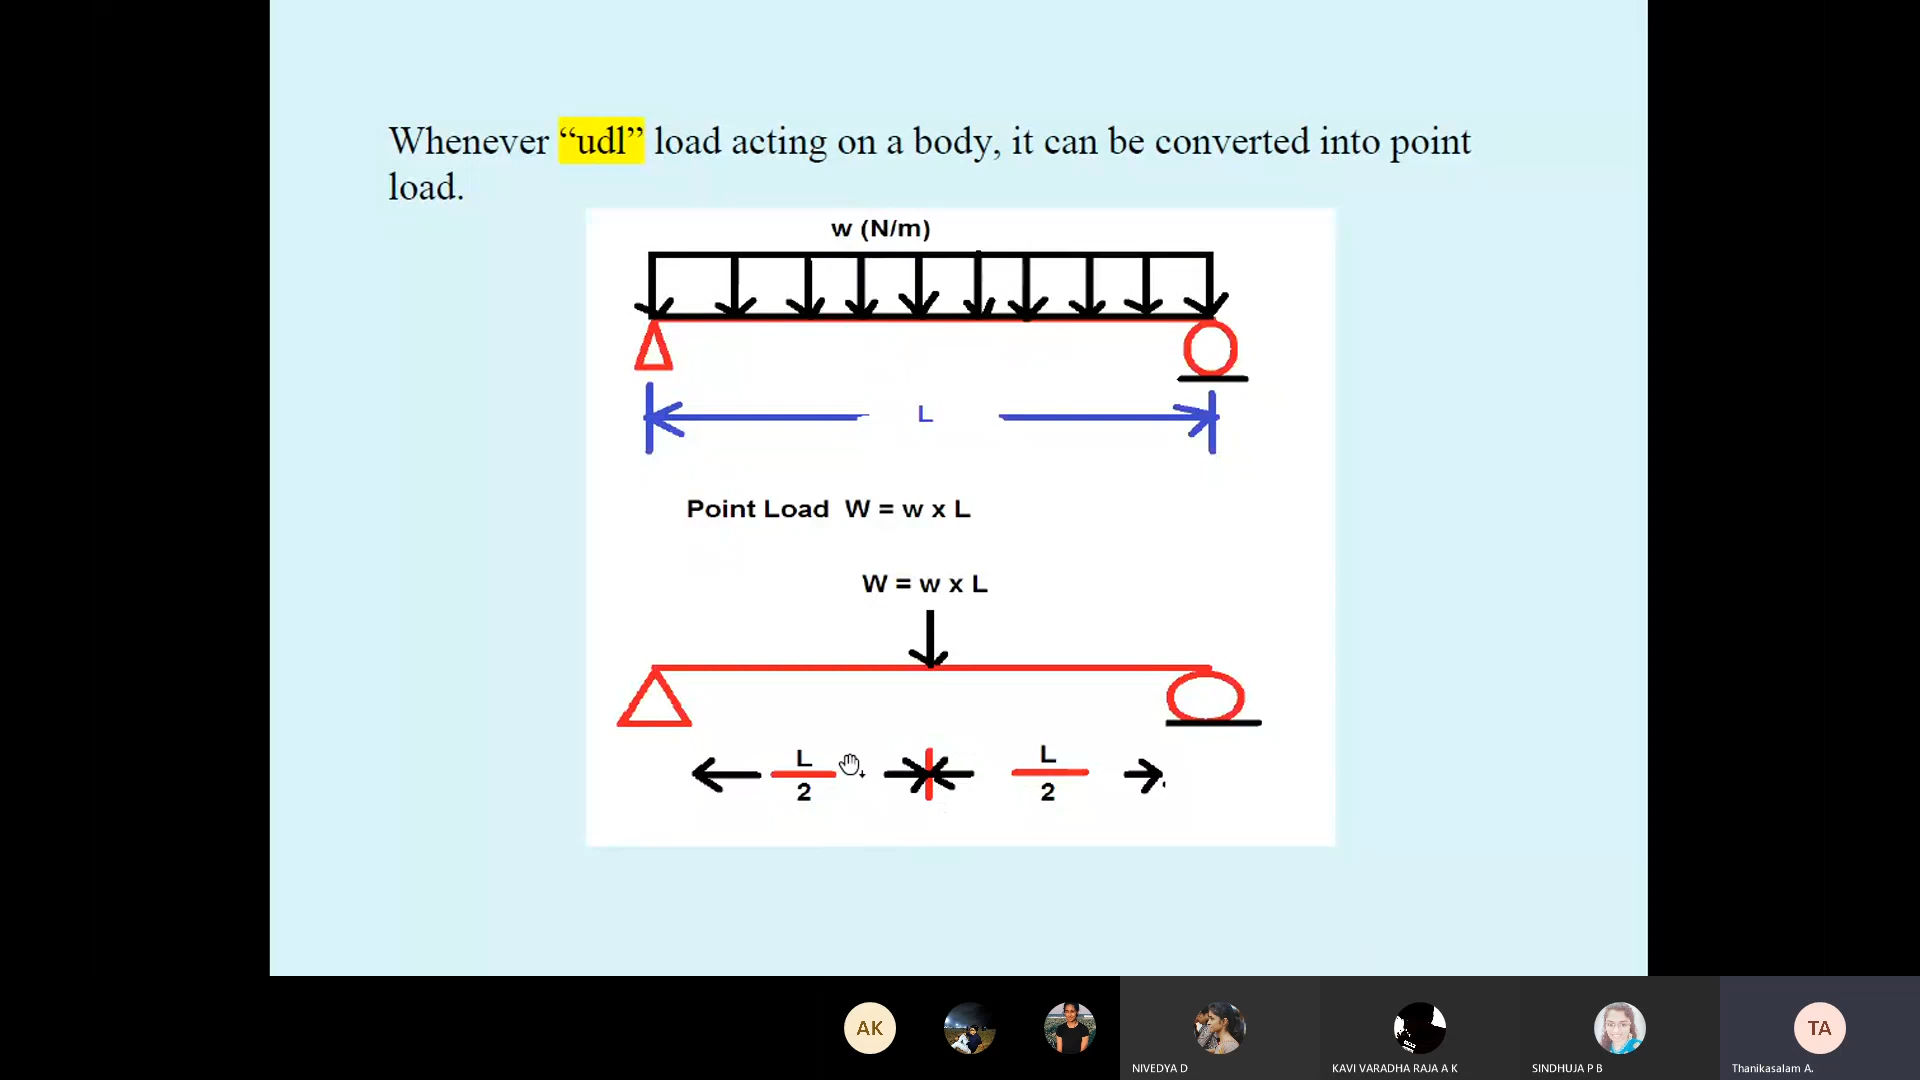 Whenever “udl” load acting on a body, it can be converted into point
load.
w (N/m)
L
Point Load W = w x L
W = w x L
L
2
L
2
AK
TA
NIVEDYA D
KAVI VARADHA RAJA A K
SINDHUJA P B
Thanikasalam A.